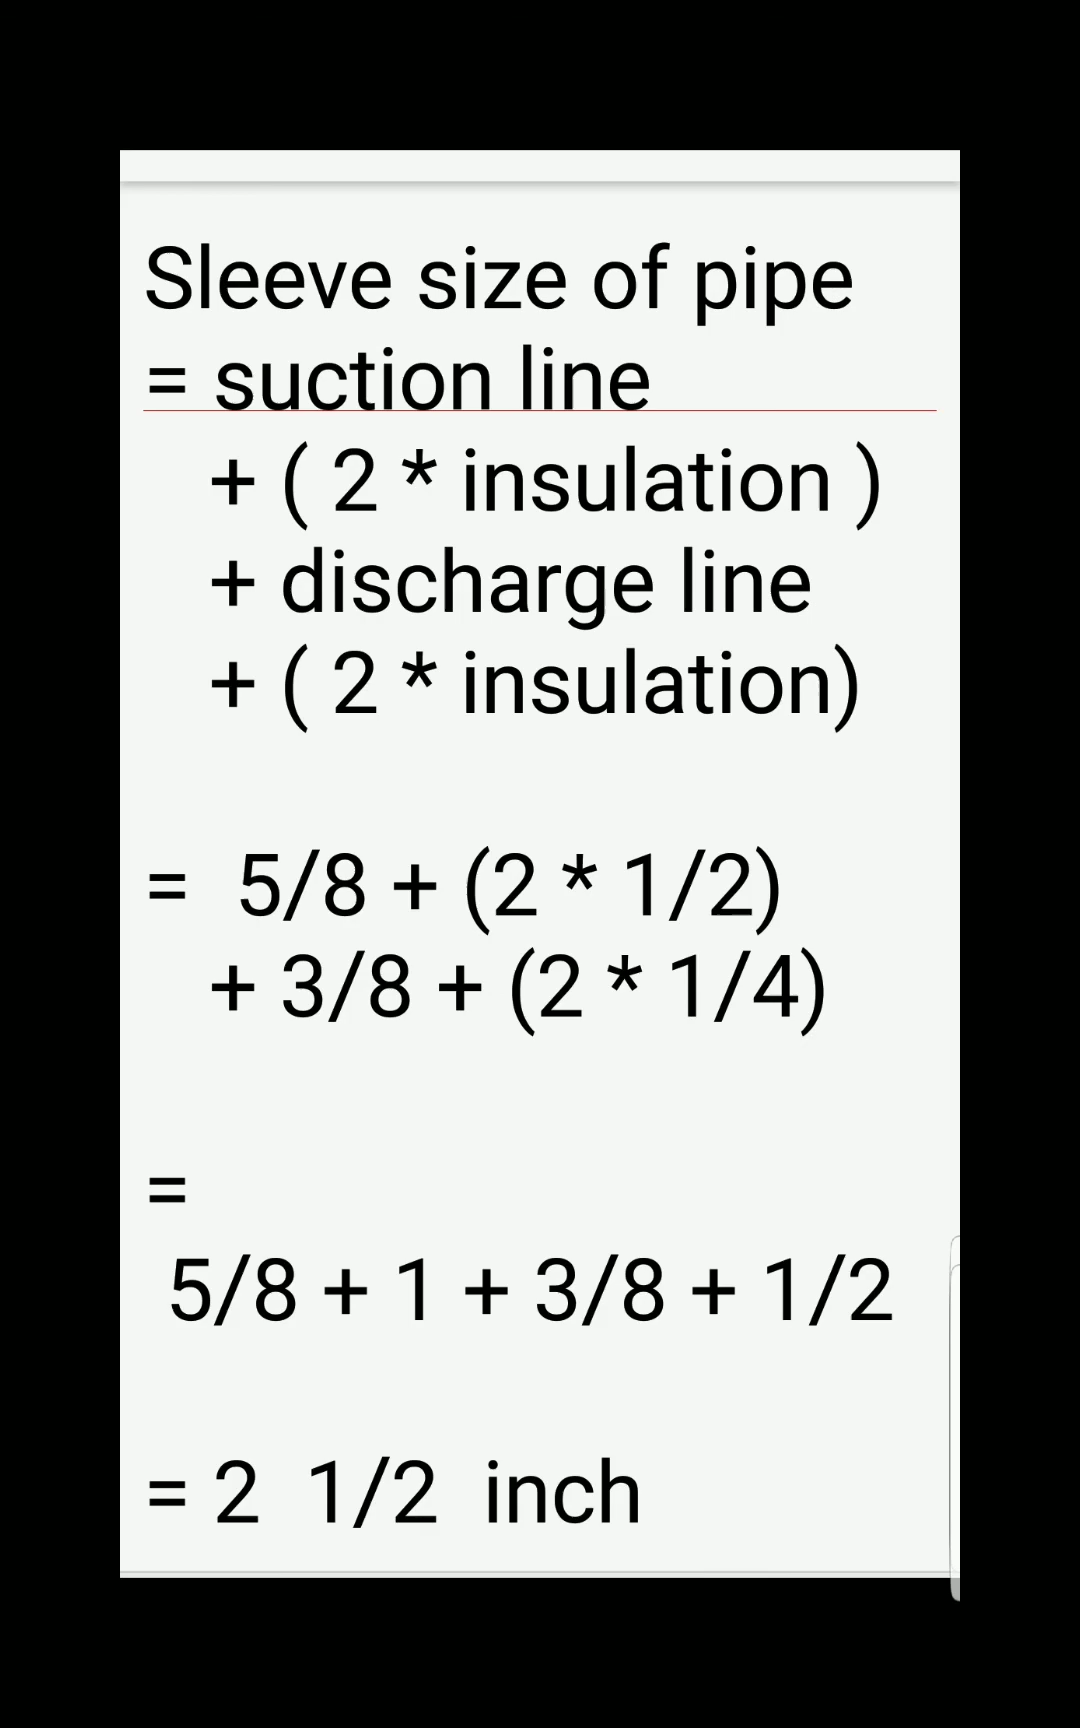 Sleeve size of pipe
= suction line
+ ( 2 * insulation )
+ discharge line
+ ( 2 * insulation)
= 5/8 + (2 * 1/2)
+ 3/8 + (2 * 1/4)
=
5/8 + 1 + 3/8 + 1/2
= 2 1/2 inch